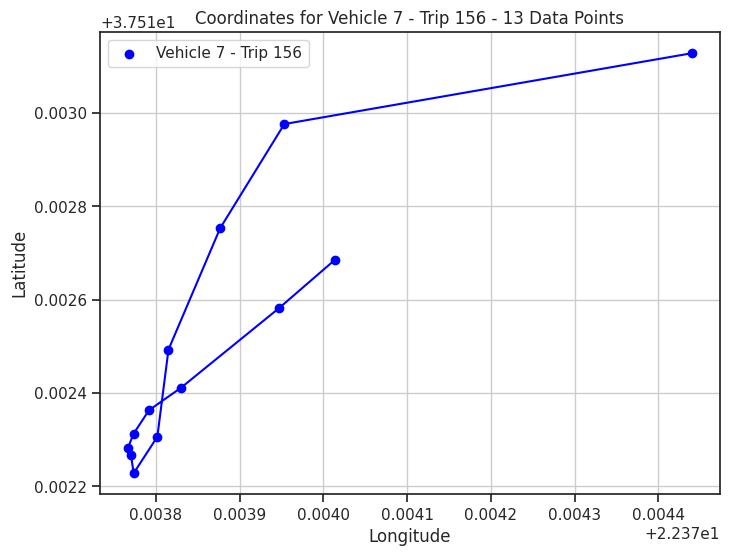 Coordinates for Vehicle 7 - Trip 156 - 13 Data Points
+3.751e1
Vehicle 7 - Trip 156
0.0030
0.0028
0.0026
0.0024
0.0022
Latitude
0.0038 0.0039 0.0040 0.0041 0.0042 0.0043 0.0044
Longitude
+2.237e1